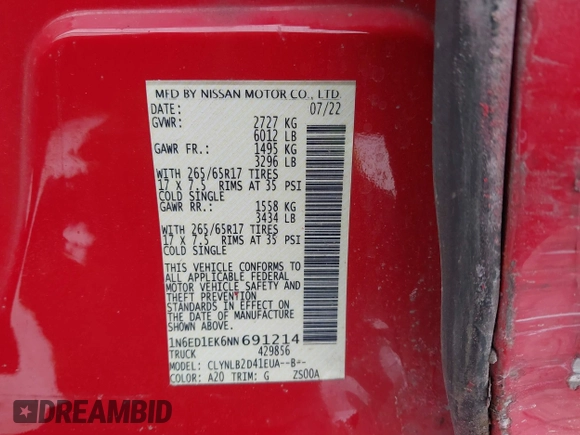 MFD BY NISSAN MOTOR CO., LTD.
DATE: 07/22
GVWR: 2727 KG
6012 LB
GAWR FR.: 1495 KG
3296 LB
WITH 265/65R17 TIRES
17 X 7.5 RIMS AT 35 PSI
COLD SINGLE
GAWR RR.: 1558 KG
3434 LB
WITH 265/65R17 TIRES
17 X 7.5 RIMS AT 35 PSI
COLD SINGLE
THIS VEHICLE CONFORMS
TO ALL APPLICABLE FEDERAL
MOTOR VEHICLE SAFETY AND
THEFT PREVENTION
STANDARDS IN EFFECT ON
THE DATE OF MANUFACTURE
SHOWN ABOVE.
1N6ED1EK6NN691214
TRUCK 429856
MODEL: CLYNLB2D41EUA--B--
COLOR: A20 TRIM: G ZS00A
DREAMBID